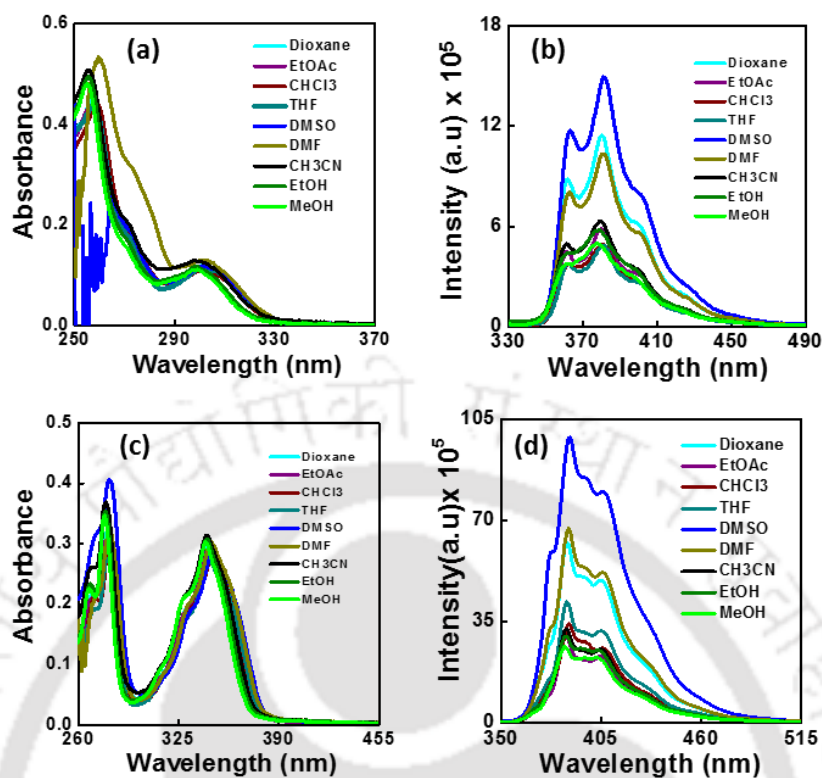 (a)
0.6
0.4
0.2
0.0
Absorbance
250 290 330 370
Wavelength (nm)
Dioxane
EtOAc
CHCl3
THF
DMSO
DMF
CH3CN
EtOH
MeOH
(b)
18
12
6
0
Intensity (a.u) x 10⁵
330 370 410 450 490
Wavelength (nm)
Dioxane
EtOAc
CHCl3
THF
DMSO
DMF
CH3CN
EtOH
MeOH
(c)
0.5
0.4
0.3
0.2
0.1
0.0
Absorbance
260 325 390 455
Wavelength (nm)
Dioxane
EtOAc
CHCl3
THF
DMSO
DMF
CH3CN
EtOH
MeOH
(d)
105
70
35
0
Intensity(a.u)x 10⁵
350 405 460 515
Wavelength (nm)
Dioxane
EtOAc
CHCl3
THF
DMSO
DMF
CH3CN
EtOH
MeOH